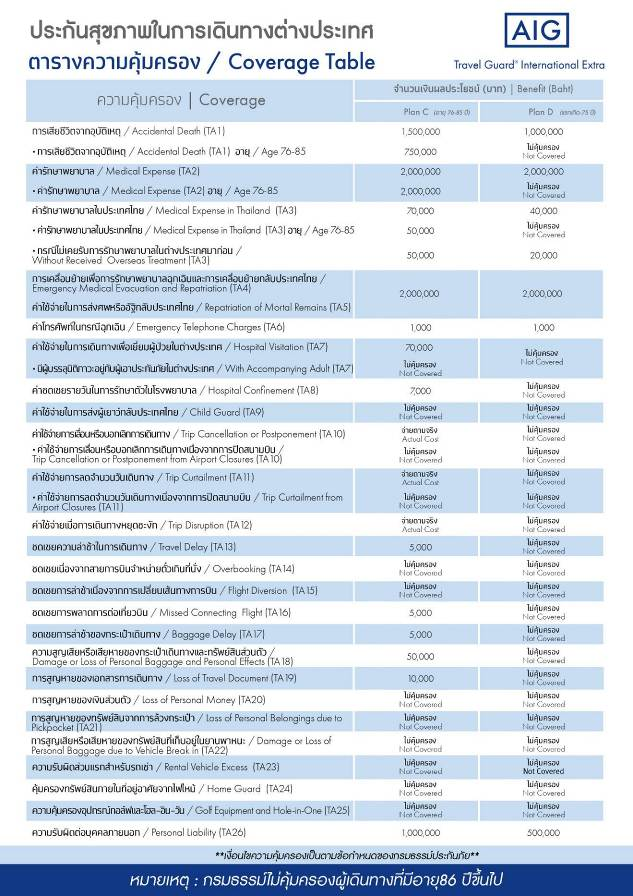 ประกันสุขภาพในการเดินทางต่างประเทศ
AIG
ตารางความคุ้มครอง / Coverage Table
Travel Guard® International Extra
ความคุ้มครอง | Coverage
จำนวนเงินผลประโยชน์ (บาท) | Benefit (Baht)
Plan C (อายุ 76-85 ปี) Plan D (แรกเกิด-75 ปี)
การเสียชีวิตจากอุบัติเหตุ / Accidental Death (TA1) 1,500,000 1,000,000
• การเสียชีวิตจากอุบัติเหตุ / Accidental Death (TA1) อายุ / Age 76-85 750,000 ไม่คุ้มครอง
Not Covered
ค่ารักษาพยาบาล / Medical Expense (TA2) 2,000,000 2,000,000
• ค่ารักษาพยาบาล / Medical Expense (TA2) อายุ / Age 76-85 2,000,000 ไม่คุ้มครอง
Not Covered
ค่ารักษาพยาบาลในประเทศไทย / Medical Expense in Thailand (TA3) 70,000 40,000
• ค่ารักษาพยาบาลในประเทศไทย / Medical Expense in Thailand (TA3) อายุ / Age 76-85 50,000 ไม่คุ้มครอง
Not Covered
• กรณีไม่เคยรับการรักษาพยาบาลในต่างประเทศมาก่อน /
Without Received Overseas Treatment (TA3) 50,000 20,000
การเคลื่อนย้ายเพื่อการรักษาพยาบาลฉุกเฉินและการเคลื่อนย้ายกลับประเทศไทย /
Emergency Medical Evacuation and Repatriation (TA4)
2,000,000 2,000,000
ค่าใช้จ่ายในการส่งศพหรืออัฐิกลับประเทศไทย / Repatriation of Mortal Remains (TA5)
ค่าโทรศัพท์ในกรณีฉุกเฉิน / Emergency Telephone Charges (TA6) 1,000 1,000
ค่าใช้จ่ายในการเดินทางเพื่อเยี่ยมผู้ป่วยในต่างประเทศ / Hospital Visitation (TA7) 70,000 ไม่คุ้มครอง
Not Covered
• มีผู้บรรลุนิติภาวะอยู่กับผู้เอาประกันภัยในต่างประเทศ / With Accompanying Adult (TA7) ไม่คุ้มครอง
Not Covered
ค่าชดเชยรายวันในการรักษาตัวในโรงพยาบาล / Hospital Confinement (TA8) 7,000 ไม่คุ้มครอง
Not Covered
ค่าใช้จ่ายในการส่งผู้เยาว์กลับประเทศไทย / Child Guard (TA9) ไม่คุ้มครอง ไม่คุ้มครอง
Not Covered Not Covered
ค่าใช้จ่ายการเลื่อนหรือบอกเลิกการเดินทาง / Trip Cancellation or Postponement (TA10) จ่ายตามจริง ไม่คุ้มครอง
Actual Cost Not Covered
• ค่าใช้จ่ายการเลื่อนหรือบอกเลิกการเดินทางเนื่องจากการปิดสนามบิน / ไม่คุ้มครอง ไม่คุ้มครอง
Trip Cancellation or Postponement from Airport Closures (TA10) Not Covered Not Covered
ค่าใช้จ่ายการลดจำนวนวันเดินทาง / Trip Curtailment (TA11) จ่ายตามจริง ไม่คุ้มครอง
Actual Cost Not Covered
• ค่าใช้จ่ายการลดจำนวนวันเดินทางเนื่องจากการปิดสนามบิน / Trip Curtailment from ไม่คุ้มครอง ไม่คุ้มครอง
Airport Closures (TA11) Not Covered Not Covered
ค่าใช้จ่ายเมื่อการเดินทางหยุดชะงัก / Trip Disruption (TA12) จ่ายตามจริง ไม่คุ้มครอง
Actual Cost Not Covered
ชดเชยความล่าช้าในการเดินทาง / Travel Delay (TA13) 5,000 ไม่คุ้มครอง
Not Covered
ชดเชยเนื่องจากสายการบินจำหน่ายตั๋วเกินที่นั่ง / Overbooking (TA14) ไม่คุ้มครอง ไม่คุ้มครอง
Not Covered Not Covered
ชดเชยการล่าช้าเนื่องจากการเปลี่ยนเส้นทางการบิน / Flight Diversion (TA15) ไม่คุ้มครอง ไม่คุ้มครอง
Not Covered Not Covered
ชดเชยการพลาดการต่อเที่ยวบิน / Missed Connecting Flight (TA16) 5,000 ไม่คุ้มครอง
Not Covered
ชดเชยการล่าช้าของกระเป๋าเดินทาง / Baggage Delay (TA17) 5,000 ไม่คุ้มครอง
Not Covered
ความสูญเสียหรือเสียหายของกระเป๋าเดินทางและทรัพย์สินส่วนตัว /
Damage or Loss of Personal Baggage and Personal Effects (TA18) 50,000 ไม่คุ้มครอง
Not Covered
การสูญหายของเอกสารการเดินทาง / Loss of Travel Document (TA19) 10,000 ไม่คุ้มครอง
Not Covered
การสูญหายของเงินส่วนตัว / Loss of Personal Money (TA20) ไม่คุ้มครอง ไม่คุ้มครอง
Not Covered Not Covered
การสูญหายของทรัพย์สินจากการล้วงกระเป๋า / Loss of Personal Belongings due to ไม่คุ้มครอง ไม่คุ้มครอง
Pickpocket (TA21) Not Covered Not Covered
การสูญเสียหรือเสียหายของทรัพย์สินที่เก็บอยู่ในยานพาหนะ / Damage or Loss of ไม่คุ้มครอง ไม่คุ้มครอง
Personal Baggage due to Vehicle Break in (TA22) Not Covered Not Covered
ความรับผิดส่วนแรกสำหรับรถเช่า / Rental Vehicle Excess (TA23) ไม่คุ้มครอง ไม่คุ้มครอง
Not Covered Not Covered
คุ้มครองทรัพย์สินภายในที่อยู่อาศัยจากไฟไหม้ / Home Guard (TA24) ไม่คุ้มครอง ไม่คุ้มครอง
Not Covered Not Covered
ความคุ้มครองอุปกรณ์กอล์ฟและโฮล-อิน-วัน / Golf Equipment and Hole-in-One (TA25) ไม่คุ้มครอง ไม่คุ้มครอง
Not Covered Not Covered
ความรับผิดต่อบุคคลภายนอก / Personal Liability (TA26) 1,000,000 500,000
**เงื่อนไขความคุ้มครองเป็นตามข้อกำหนดของกรมธรรม์ประกันภัย**
หมายเหตุ : กรมธรรม์ไม่คุ้มครองผู้เดินทางที่มีอายุ86 ปีขึ้นไป